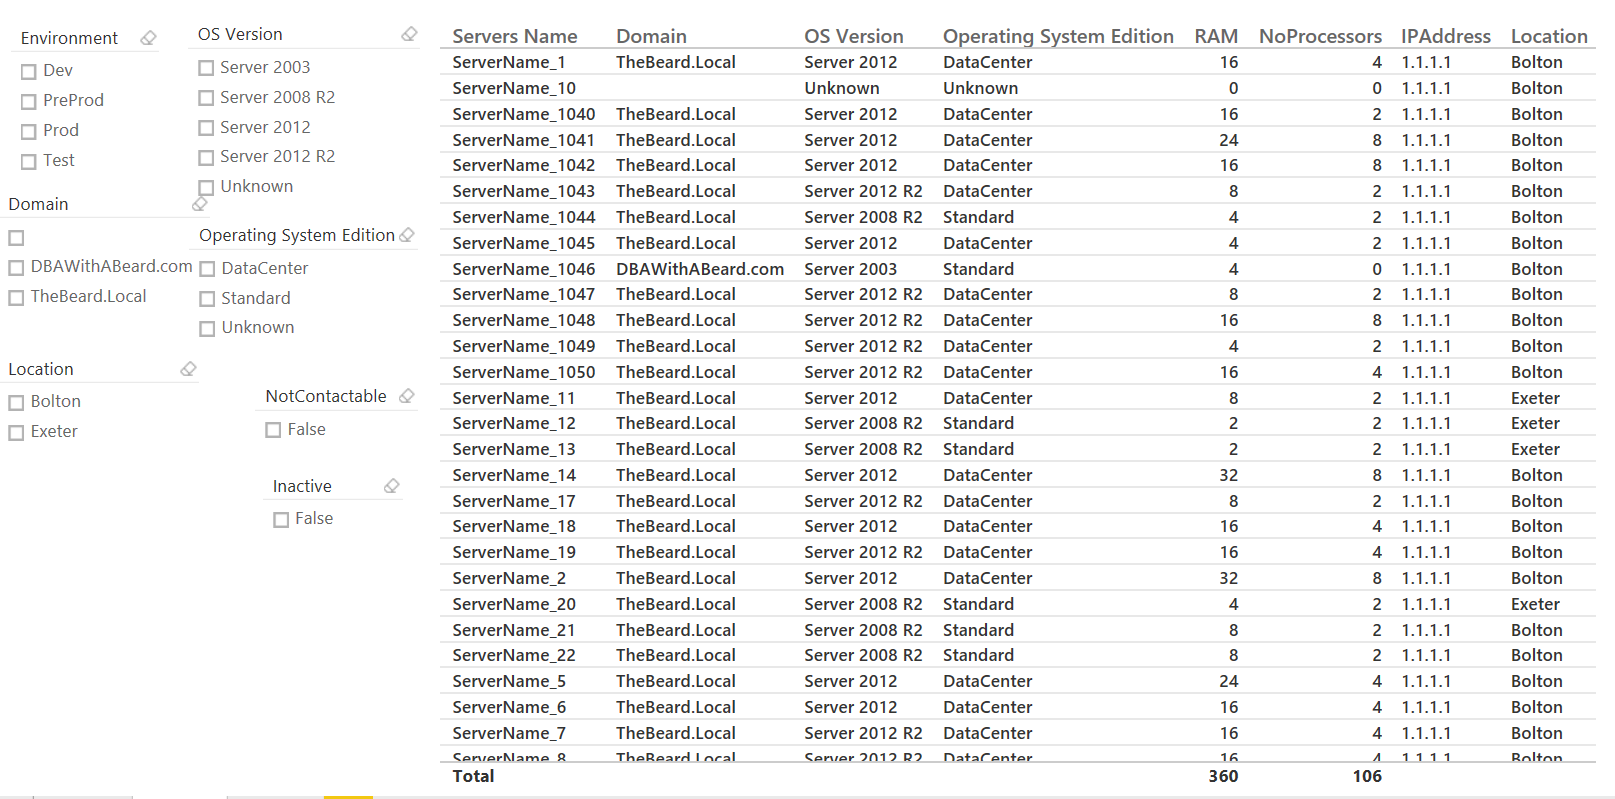 Environment
Dev
PreProd
Prod
Test
Domain
DBAWithABeard.com
TheBeard.Local
Location
Bolton
Exeter
OS Version
Server 2003
Server 2008 R2
Server 2012
Server 2012 R2
Unknown
Operating System Edition
DataCenter
Standard
Unknown
NotContactable
False
Inactive
False
Servers Name Domain OS Version Operating System Edition RAM NoProcessors IPAddress Location
ServerName_1 TheBeard.Local Server 2012 DataCenter 16 4 1.1.1.1 Bolton
ServerName_10 Unknown Unknown 0 0 1.1.1.1 Bolton
ServerName_1040 TheBeard.Local Server 2012 DataCenter 16 2 1.1.1.1 Bolton
ServerName_1041 TheBeard.Local Server 2012 DataCenter 24 8 1.1.1.1 Bolton
ServerName_1042 TheBeard.Local Server 2012 DataCenter 16 8 1.1.1.1 Bolton
ServerName_1043 TheBeard.Local Server 2012 R2 DataCenter 8 2 1.1.1.1 Bolton
ServerName_1044 TheBeard.Local Server 2008 R2 Standard 4 2 1.1.1.1 Bolton
ServerName_1045 TheBeard.Local Server 2012 DataCenter 4 2 1.1.1.1 Bolton
ServerName_1046 DBAWithABeard.com Server 2003 Standard 4 0 1.1.1.1 Bolton
ServerName_1047 TheBeard.Local Server 2012 R2 DataCenter 8 2 1.1.1.1 Bolton
ServerName_1048 TheBeard.Local Server 2012 R2 DataCenter 16 8 1.1.1.1 Bolton
ServerName_1049 TheBeard.Local Server 2012 R2 DataCenter 4 2 1.1.1.1 Bolton
ServerName_1050 TheBeard.Local Server 2012 R2 DataCenter 16 4 1.1.1.1 Bolton
ServerName_11 TheBeard.Local Server 2012 DataCenter 8 2 1.1.1.1 Exeter
ServerName_12 TheBeard.Local Server 2008 R2 Standard 2 2 1.1.1.1 Exeter
ServerName_13 TheBeard.Local Server 2008 R2 Standard 2 2 1.1.1.1 Exeter
ServerName_14 TheBeard.Local Server 2012 DataCenter 32 8 1.1.1.1 Bolton
ServerName_17 TheBeard.Local Server 2012 R2 DataCenter 8 2 1.1.1.1 Bolton
ServerName_18 TheBeard.Local Server 2012 DataCenter 16 4 1.1.1.1 Bolton
ServerName_19 TheBeard.Local Server 2012 R2 DataCenter 16 4 1.1.1.1 Bolton
ServerName_2 TheBeard.Local Server 2012 DataCenter 32 8 1.1.1.1 Bolton
ServerName_20 TheBeard.Local Server 2008 R2 Standard 4 2 1.1.1.1 Exeter
ServerName_21 TheBeard.Local Server 2008 R2 Standard 8 2 1.1.1.1 Bolton
ServerName_22 TheBeard.Local Server 2008 R2 Standard 8 2 1.1.1.1 Bolton
ServerName_5 TheBeard.Local Server 2012 DataCenter 24 4 1.1.1.1 Bolton
ServerName_6 TheBeard.Local Server 2012 DataCenter 16 4 1.1.1.1 Bolton
ServerName_7 TheBeard.Local Server 2012 R2 DataCenter 16 4 1.1.1.1 Bolton
ServerName_8 TheBeard.Local Server 2012 R2 DataCenter 16 4 1.1.1.1 Bolton
Total 360 106